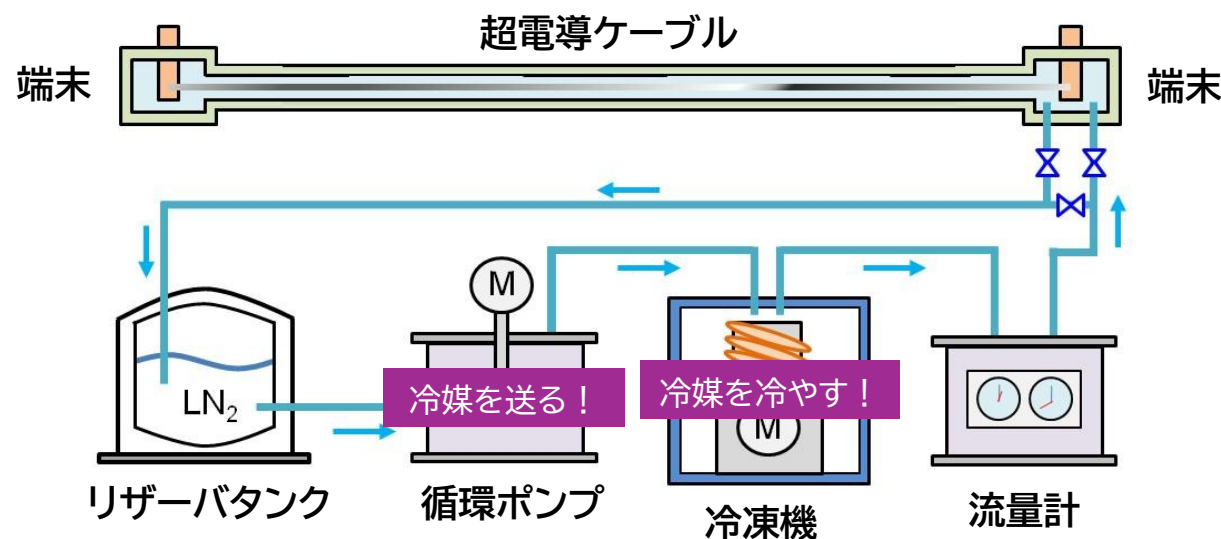 超電導ケーブル
端末
端末
M
LN₂
冷媒を送る！
冷媒を冷やす！
M
リザーバタンク
循環ポンプ
冷凍機
流量計